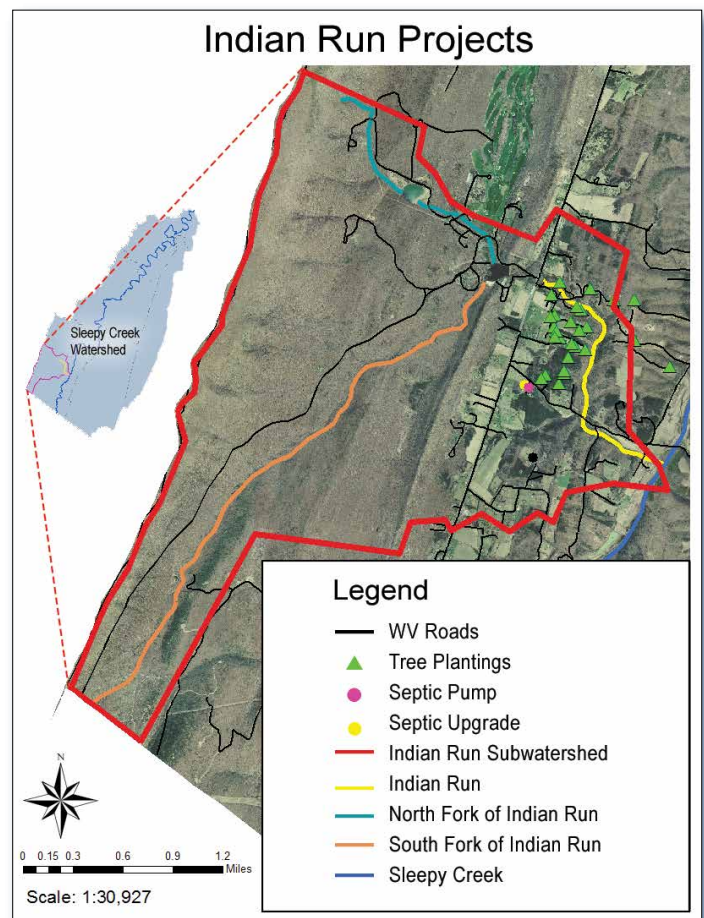 Indian Run Projects
Sleepy Creek
Watershed
Legend
WV Roads
Tree Plantings
Septic Pump
Septic Upgrade
Indian Run Subwatershed
Indian Run
North Fork of Indian Run
South Fork of Indian Run
Sleepy Creek
N
0 0.15 0.3 0.6 0.9 1.2
Miles
Scale: 1:30,927